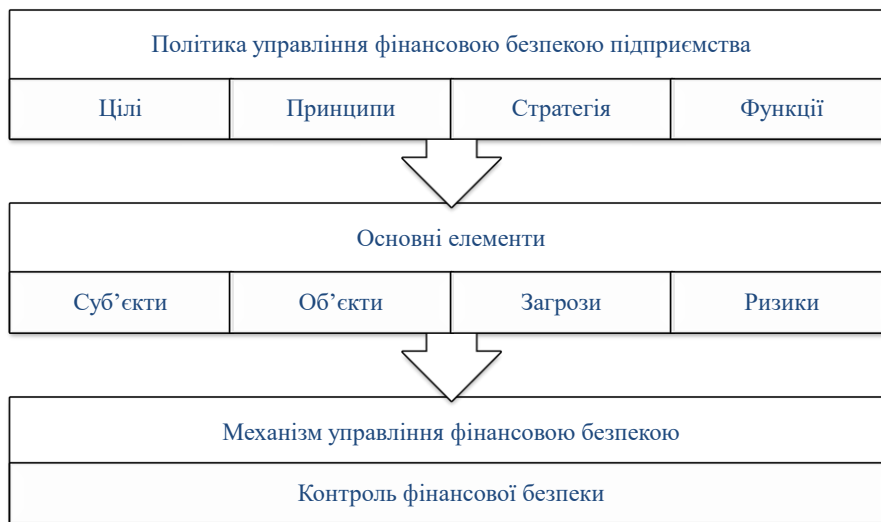 Політика управління фінансовою безпекою підприємства
Цілі Принципи Стратегія Функції
Основні елементи
Суб’єкти Об’єкти Загрози Ризики
Механізм управління фінансовою безпекою
Контроль фінансової безпеки